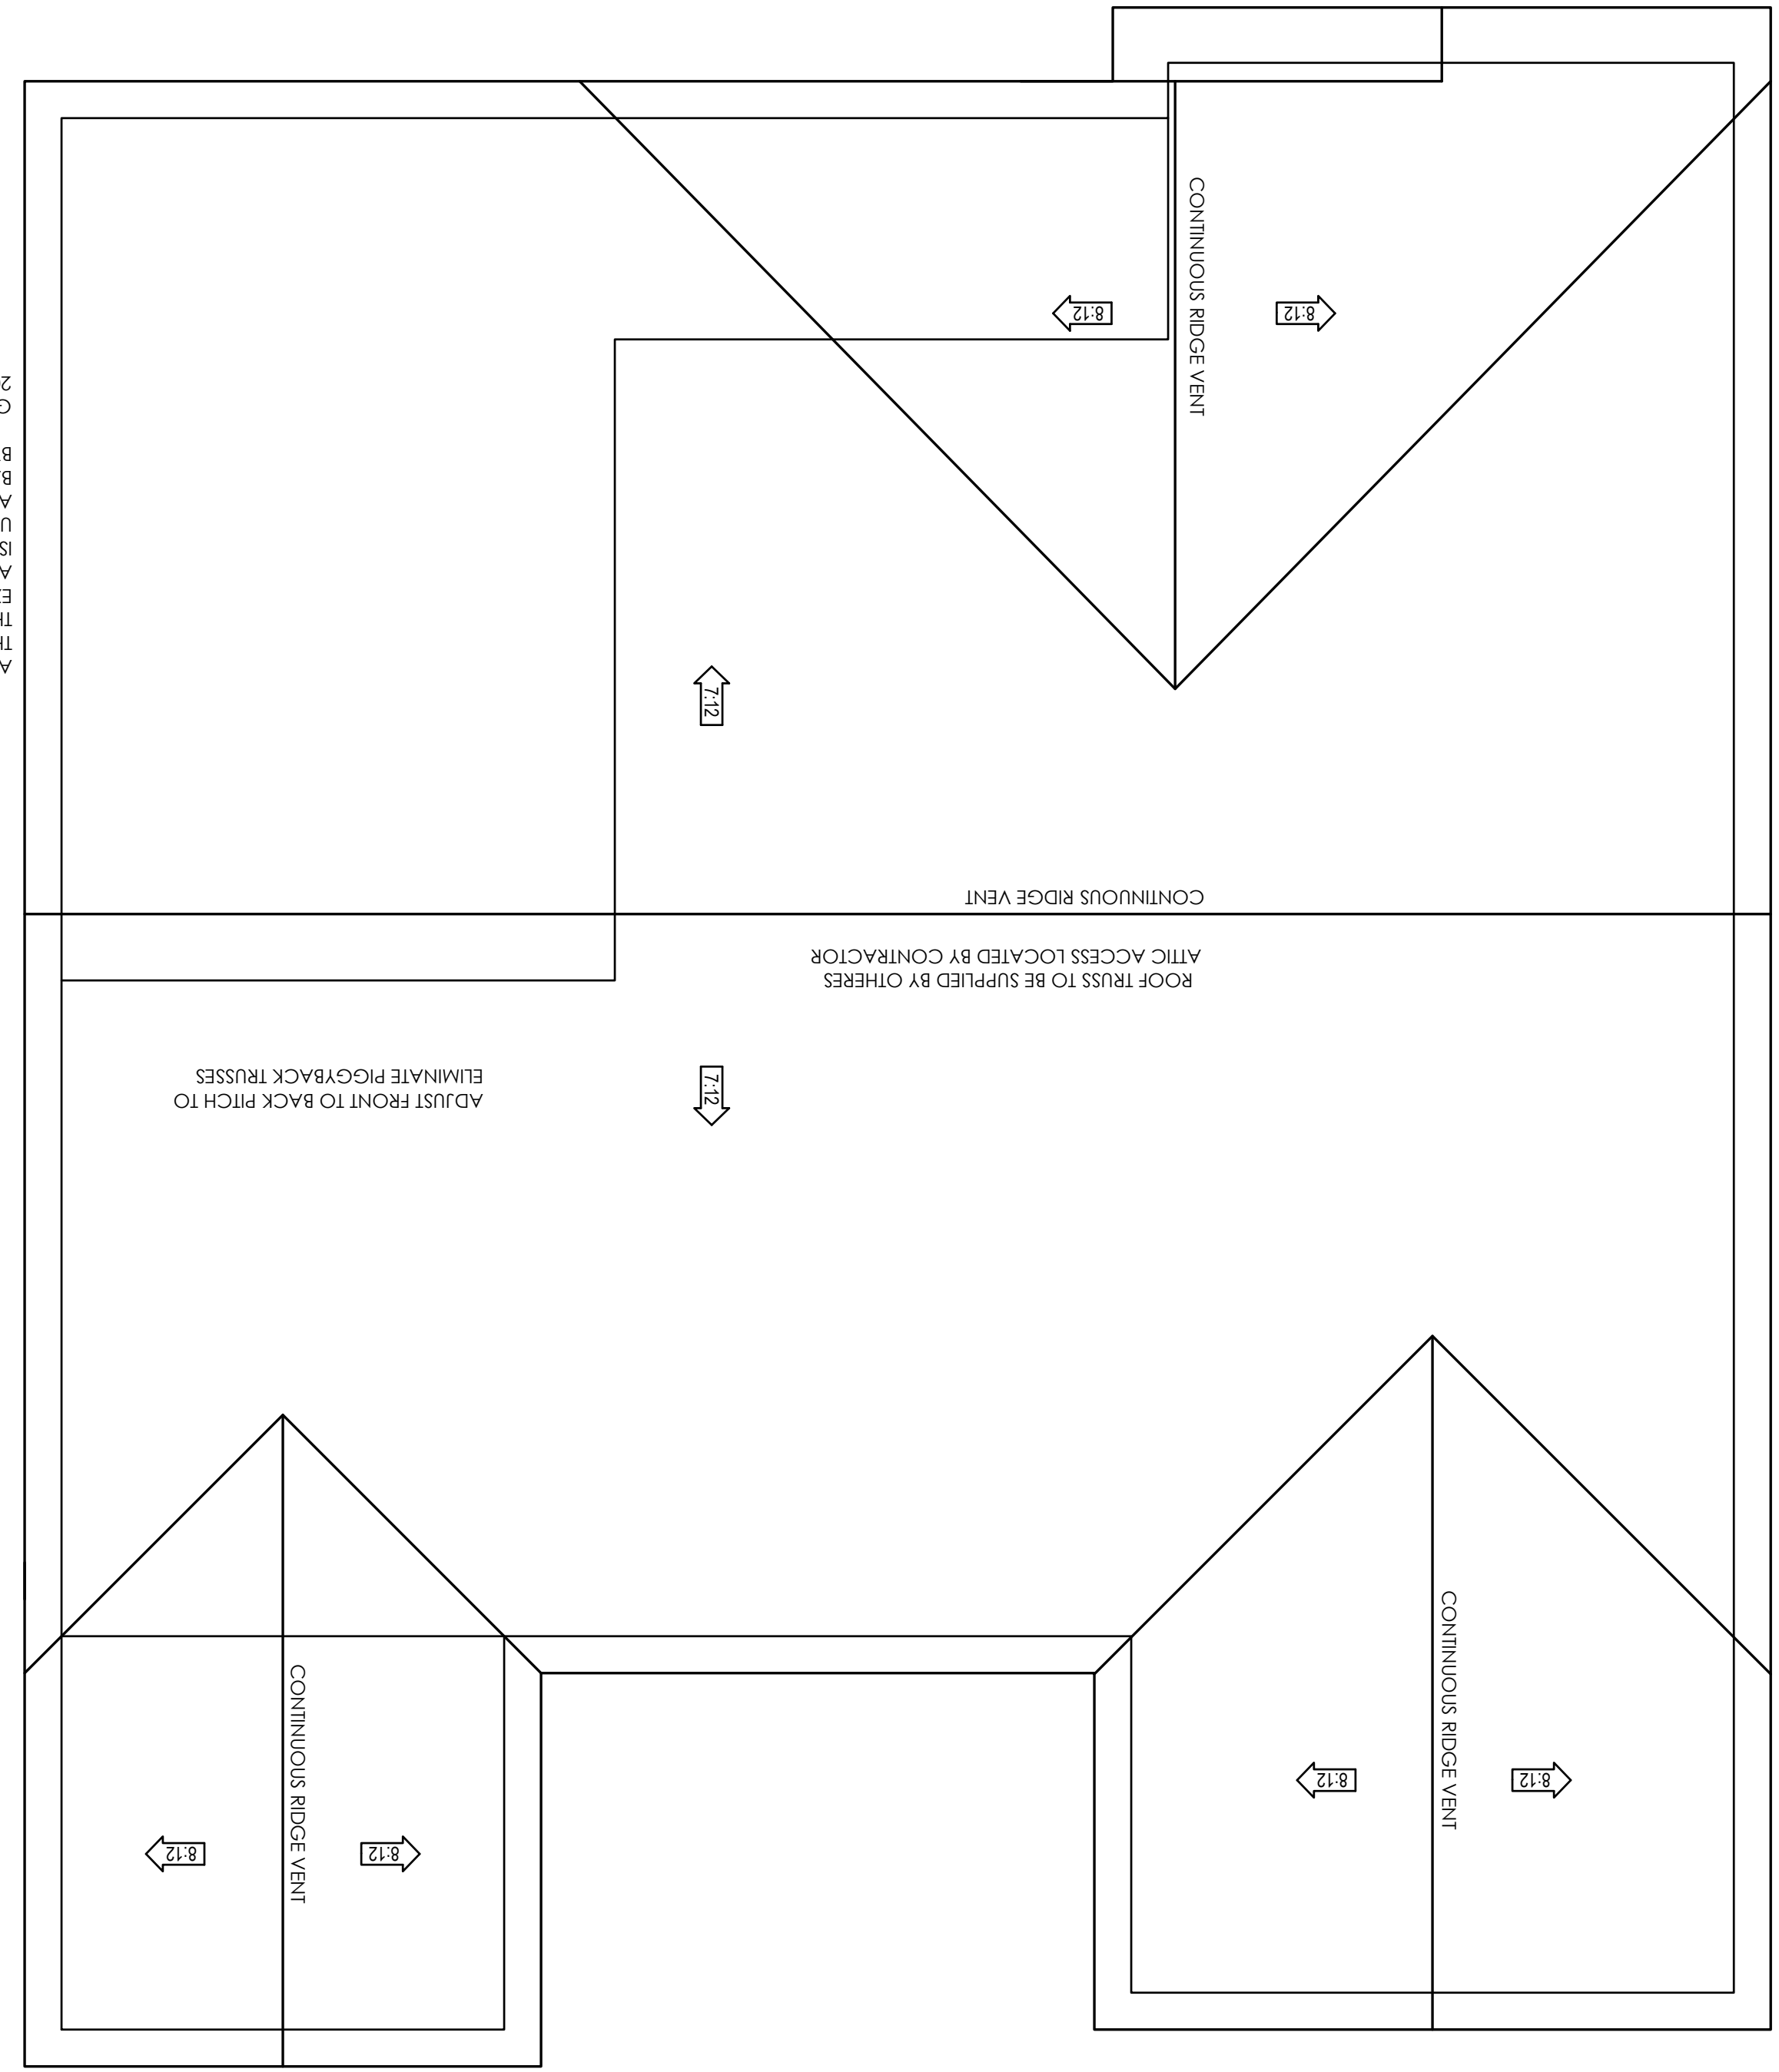 CONTINUOUS RIDGE VENT
8:12
8:12
7:12
CONTINUOUS RIDGE VENT
ATTIC ACCESS LOCATED BY CONTRACTOR
ROOF TRUSS TO BE SUPPLIED BY OTHERES
ADJUST FRONT TO BACK PITCH TO
ELIMINATE PIGGYBACK TRUSSES
7:12
CONTINUOUS RIDGE VENT
8:12
8:12
CONTINUOUS RIDGE VENT
8:12
8:12